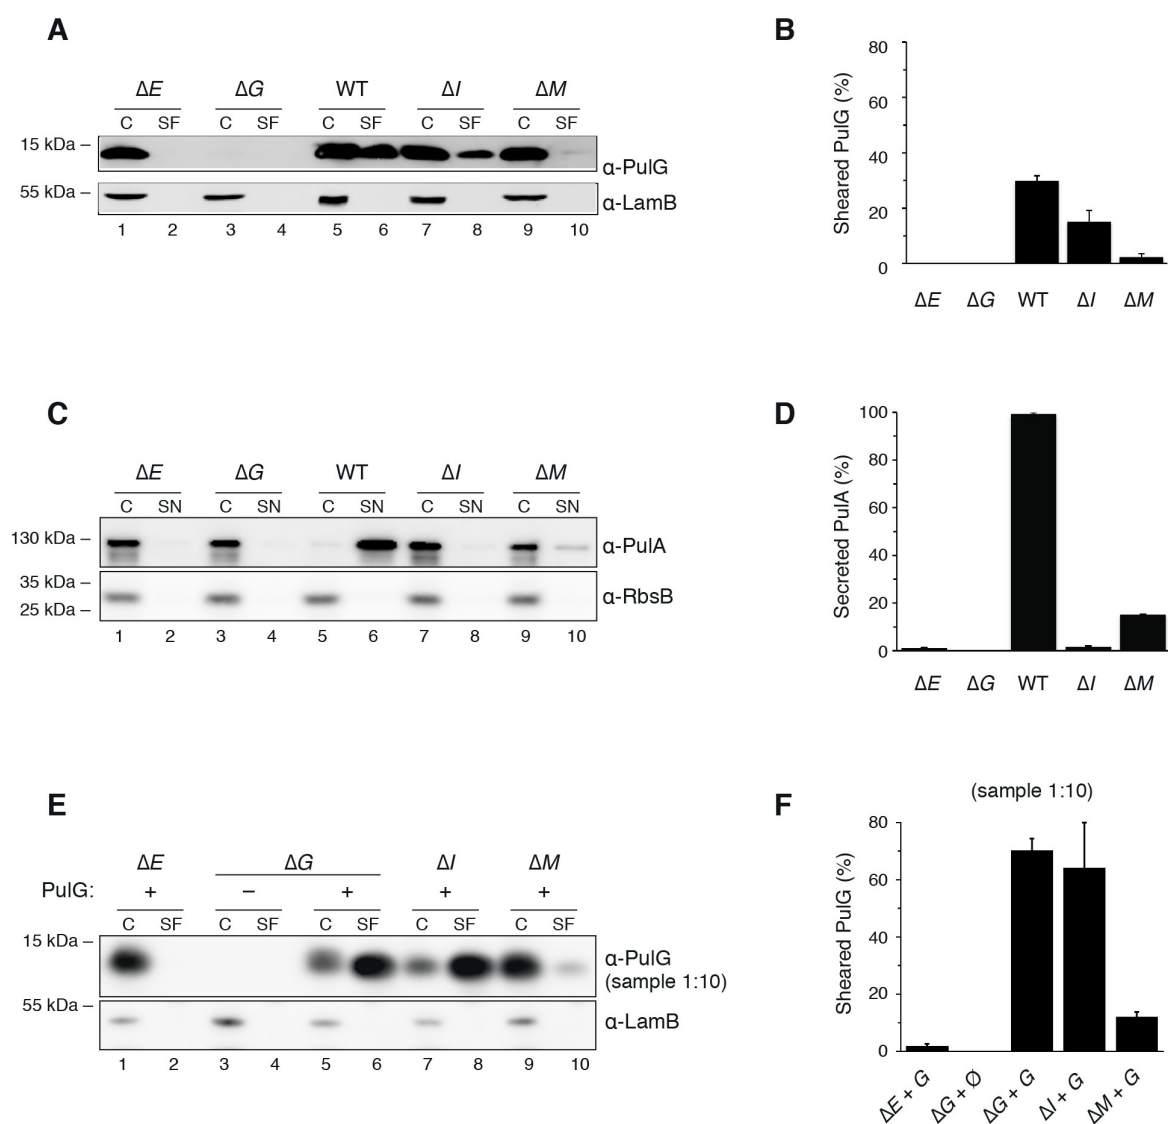 A
ΔE ΔG WT ΔI ΔM
C SF C SF C SF C SF C SF
15 kDa –
α-PulG
55 kDa –
α-LamB
1 2 3 4 5 6 7 8 9 10
B
Sheared PulG (%)
80
60
40
20
0
ΔE ΔG WT ΔI ΔM
C
ΔE ΔG WT ΔI ΔM
C SN C SN C SN C SN C SN
130 kDa –
α-PulA
35 kDa –
α-RbsB
25 kDa –
1 2 3 4 5 6 7 8 9 10
D
Secreted PulA (%)
100
80
60
40
20
0
ΔE ΔG WT ΔI ΔM
E
ΔE ΔG ΔI ΔM
PulG: + – + + +
C SF C SF C SF C SF C SF
15 kDa –
α-PulG
(sample 1:10)
55 kDa –
α-LamB
1 2 3 4 5 6 7 8 9 10
F
(sample 1:10)
Sheared PulG (%)
80
60
40
20
0
ΔE + G ΔG + Ø ΔG + G ΔI + G ΔM + G